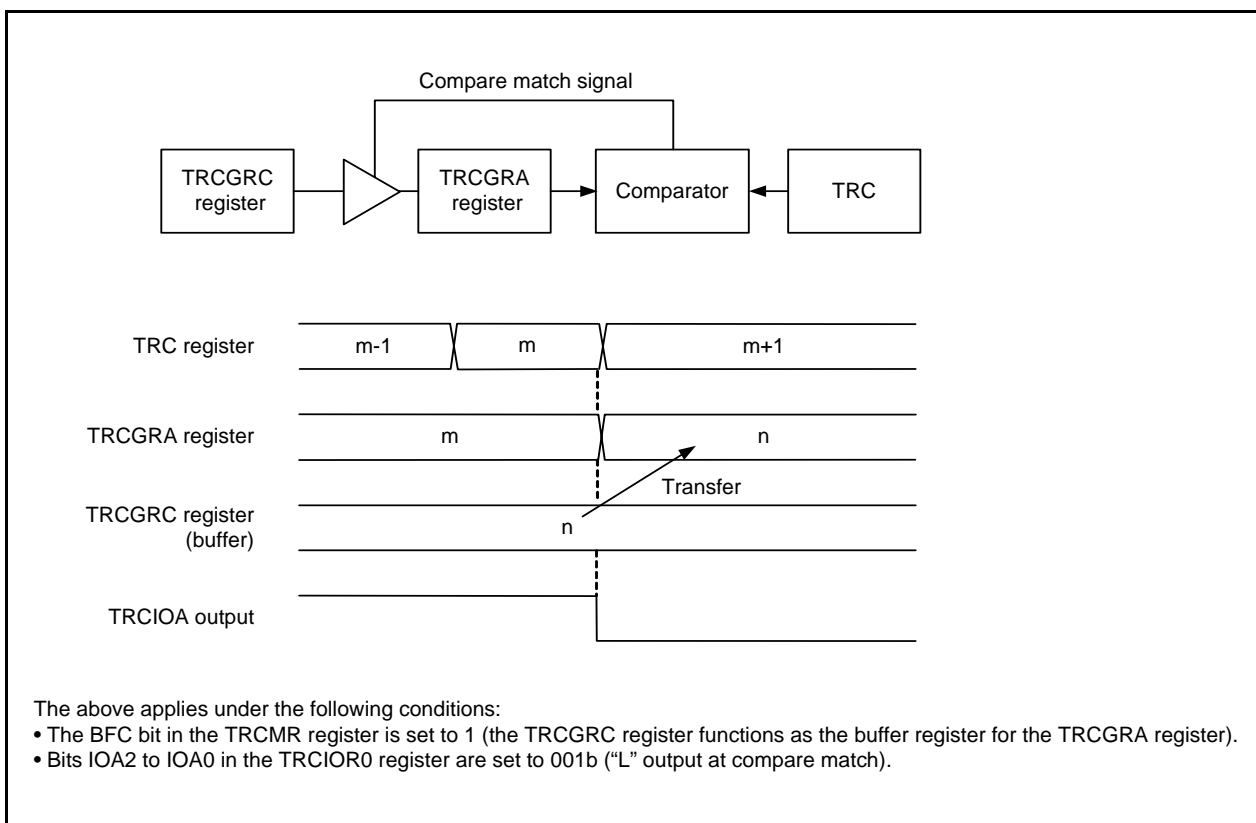 Compare match signal
TRCGRC
register
TRCGRA
register
Comparator
TRC
TRC register
m-1
m
m+1
TRCGRA register
m
n
Transfer
TRCGRC register
(buffer)
n
TRCIOA output
The above applies under the following conditions:
• The BFC bit in the TRCMR register is set to 1 (the TRCGRC register functions as the buffer register for the TRCGRA register).
• Bits IOA2 to IOA0 in the TRCIOR0 register are set to 001b (“L” output at compare match).